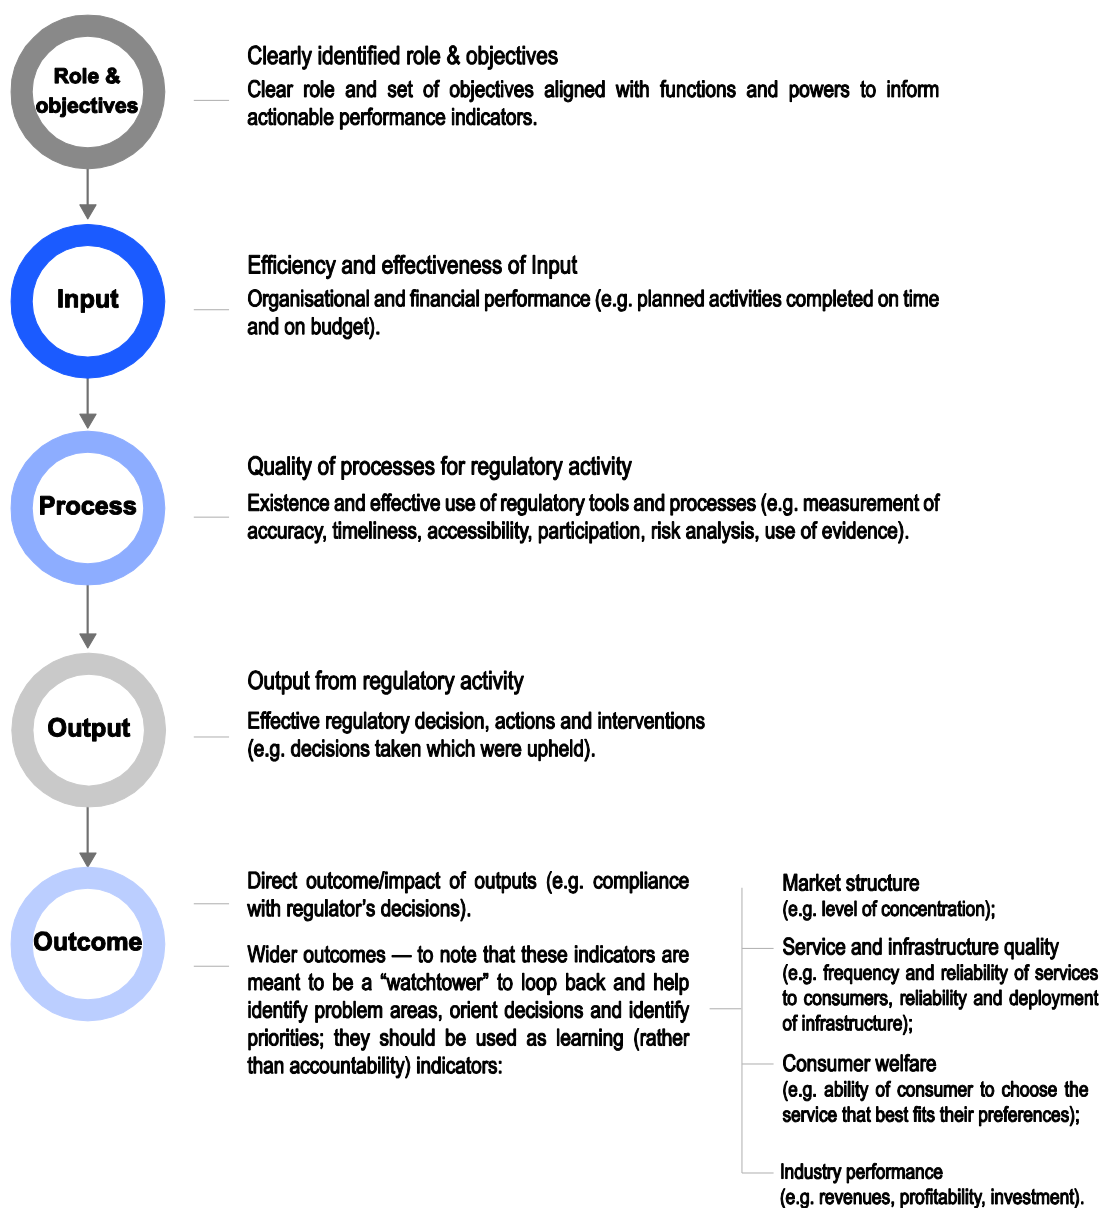 Role &
objectives
Clearly identified role & objectives
Clear role and set of objectives aligned with functions and powers to inform
actionable performance indicators.
Input
Efficiency and effectiveness of Input
Organisational and financial performance (e.g. planned activities completed on time
and on budget).
Process
Quality of processes for regulatory activity
Existence and effective use of regulatory tools and processes (e.g. measurement of
accuracy, timeliness, accessibility, participation, risk analysis, use of evidence).
Output
Output from regulatory activity
Effective regulatory decision, actions and interventions
(e.g. decisions taken which were upheld).
Outcome
Direct outcome/impact of outputs (e.g. compliance
with regulator’s decisions).
Wider outcomes — to note that these indicators are
meant to be a “watchtower” to loop back and help
identify problem areas, orient decisions and identify
priorities; they should be used as learning (rather
than accountability) indicators:
Market structure
(e.g. level of concentration);
Service and infrastructure quality
(e.g. frequency and reliability of services
to consumers, reliability and deployment
of infrastructure);
Consumer welfare
(e.g. ability of consumer to choose the
service that best fits their preferences);
Industry performance
(e.g. revenues, profitability, investment).